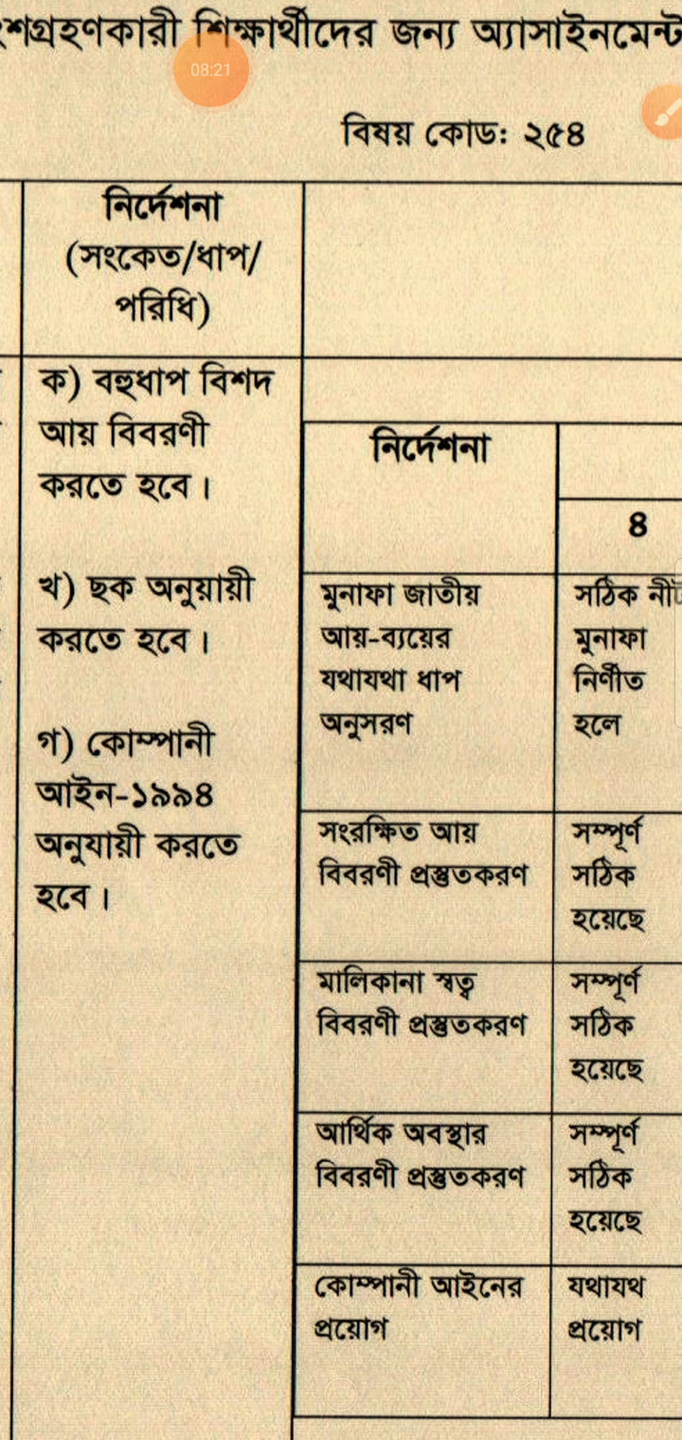 শগ্রহণকারী শিক্ষার্থীদের জন্য অ্যাসাইনমেন্ট
08:21
বিষয় কোড: ২৫৪
নির্দেশনা
(সংকেত/ধাপ/
পরিধি)
ক) বহুধাপ বিশদ
আয় বিবরণী
করতে হবে।
খ) ছক অনুয়ায়ী
করতে হবে।
গ) কোম্পানী
আইন-১৯৯৪
অনুযায়ী করতে
হবে।
নির্দেশনা
৪
মুনাফা জাতীয়
আয়-ব্যয়ের
যথাযথা ধাপ
অনুসরণ
সঠিক নীট
মুনাফা
নির্ণীত
হলে
সংরক্ষিত আয়
বিবরণী প্রস্তুতকরণ
সম্পূর্ণ
সঠিক
হয়েছে
মালিকানা স্বত্ব
বিবরণী প্রস্তুতকরণ
সম্পূর্ণ
সঠিক
হয়েছে
আর্থিক অবস্থার
বিবরণী প্রস্তুতকরণ
সম্পূর্ণ
সঠিক
হয়েছে
কোম্পানী আইনের
প্রয়োগ
যথাযথ
প্রয়োগ